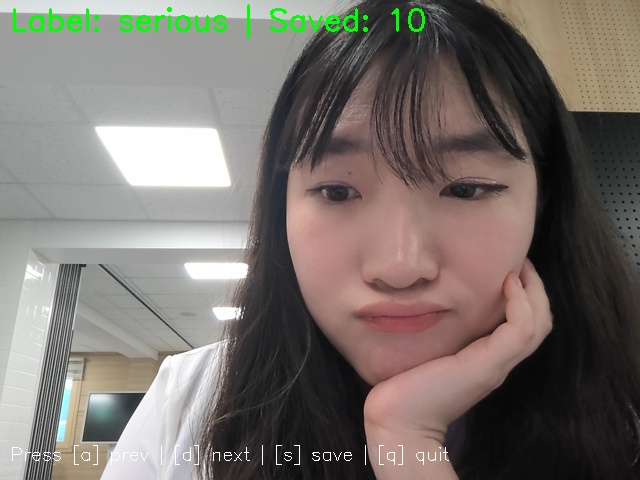 Label: serious | Saved: 10
Press [a] prev | [d] next | [s] save | [q] quit